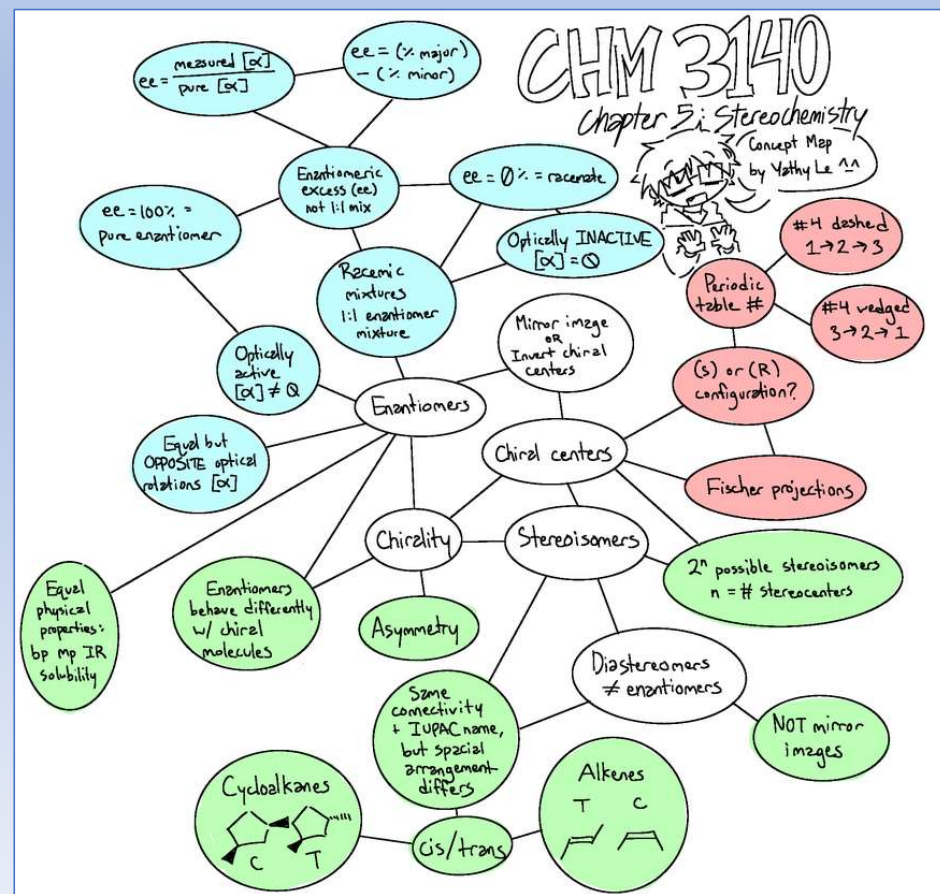 CHM 3140
Chapter 5: Stereochemistry
Concept Map
by Yathy Le ^^
ee = measured [α]
pure [α]
ee = (% major)
- (% minor)
Enantiomeric
excess (ee)
not 1:1 mix
ee = 0% = racemate
ee = 100% =
pure enantiomer
Optically INACTIVE
[α] = 0
Racemic
mixtures
1:1 enantiomer
mixture
#4 dashed
1→2→3
Periodic
table #
#4 wedged
3→2→1
Mirror image
OR
Invert chiral
centers
Optically
active
[α] ≠ 0
(s) or (R)
configuration?
Enantiomers
Equal but
OPPOSITE optical
rotations [α]
Chiral centers
Fischer projections
Chirality
Stereoisomers
2ⁿ possible stereoisomers
n = # stereocenters
Equal
physical
properties:
bp mp IR
solubility
Enantiomers
behave differently
w/ chiral
molecules
Asymmetry
Diastereomers
≠ enantiomers
Same
connectivity
+ IUPAC name,
but spacial
arrangement
differs
NOT mirror
images
Cycloalkanes
C T
cis/trans
Alkenes
T C